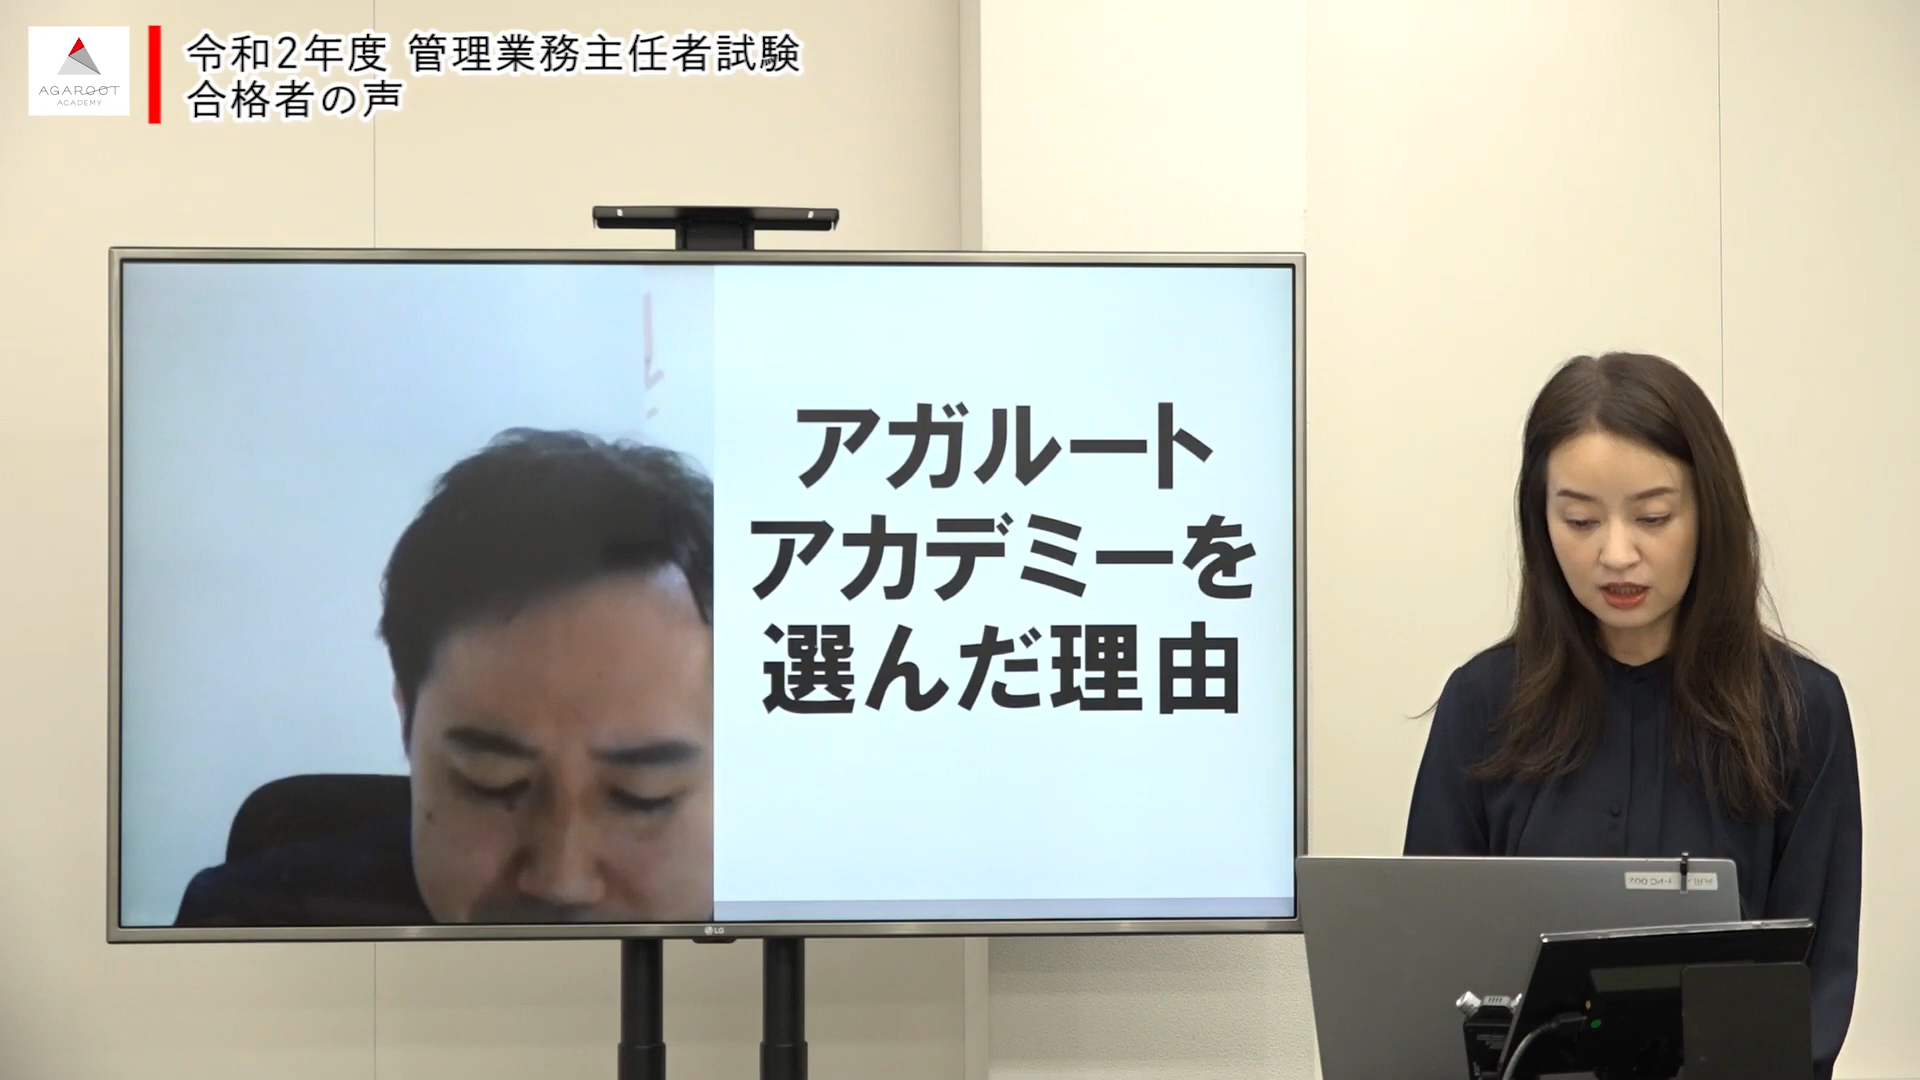 AGAROOT
ACADEMY
令和2年度 管理業務主任者試験
合格者の声
アガルート
アカデミーを
選んだ理由
LG